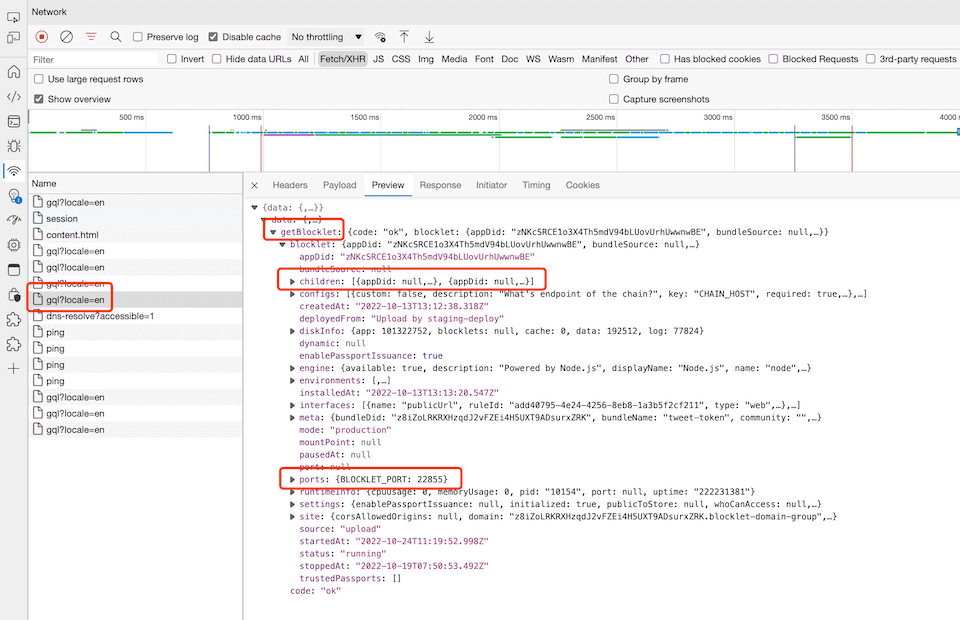 Network
Preserve log Disable cache No throttling
Filter Invert Hide data URLs All Fetch/XHR JS CSS Img Media Font Doc WS Wasm Manifest Other Has blocked cookies Blocked Requests 3rd-party requests
Use large request rows Group by frame
Show overview Capture screenshots
500 ms 1000 ms 1500 ms 2000 ms 2500 ms 3000 ms 3500 ms 4000
Name
gql?locale=en
session
content.html
gql?locale=en
gql?locale=en
gql?locale=en
gql?locale=en
dns-resolve?accessible=1
ping
ping
ping
ping
gql?locale=en
gql?locale=en
gql?locale=en
Headers Payload Preview Response Initiator Timing Cookies
{data: {,…}}
data: {,…}
getBlocklet: {code: "ok", blocklet: {appDid: "zNKcSRCE1o3X4Th5mdV94bLUovUrhUwwnwBE", bundleSource: null,…}}
blocklet: {appDid: "zNKcSRCE1o3X4Th5mdV94bLUovUrhUwwnwBE", bundleSource: null,…}
appDid: "zNKcSRCE1o3X4Th5mdV94bLUovUrhUwwnwBE"
bundleSource: null
children: [{appDid: null,…}, {appDid: null,…}]
configs: [{custom: false, description: "What's endpoint of the chain?", key: "CHAIN_HOST", required: true,…},…]
createdAt: "2022-10-13T13:12:38.318Z"
deployedFrom: "Upload by staging-deploy"
diskInfo: {app: 101322752, blocklets: null, cache: 0, data: 192512, log: 77824}
dynamic: null
enablePassportIssuance: true
engine: {available: true, description: "Powered by Node.js", displayName: "Node.js", name: "node",…}
environments: [,…]
installedAt: "2022-10-13T13:13:20.547Z"
interfaces: [{name: "publicUrl", ruleId: "add40795-4e24-4256-8eb8-1a3b5f2cf211", type: "web",…},…]
meta: {bundleDid: "z8iZoLRKRXHzqdJ2vFZEi4H5UXT9DsurxZRK", bundleName: "tweet-token", community: "",…}
mode: "production"
mountPoint: null
pausedAt: null
port: null
ports: {BLOCKLET_PORT: 22855}
runtimeInfo: {cpuUsage: 0, memoryUsage: 0, pid: "10154", port: null, uptime: "222231381"}
settings: {enablePassportIssuance: null, initialized: true, publicToStore: null, whoCanAccess: null,…}
site: {corsAllowedOrigins: null, domain: "z8iZoLRKRXHzqdJ2vFZEi4H5UXT9ADsurxZRK.blocklet-domain-group",…}
source: "upload"
startedAt: "2022-10-24T11:19:52.998Z"
status: "running"
stoppedAt: "2022-10-19T07:50:53.492Z"
trustedPassports: []
code: "ok"